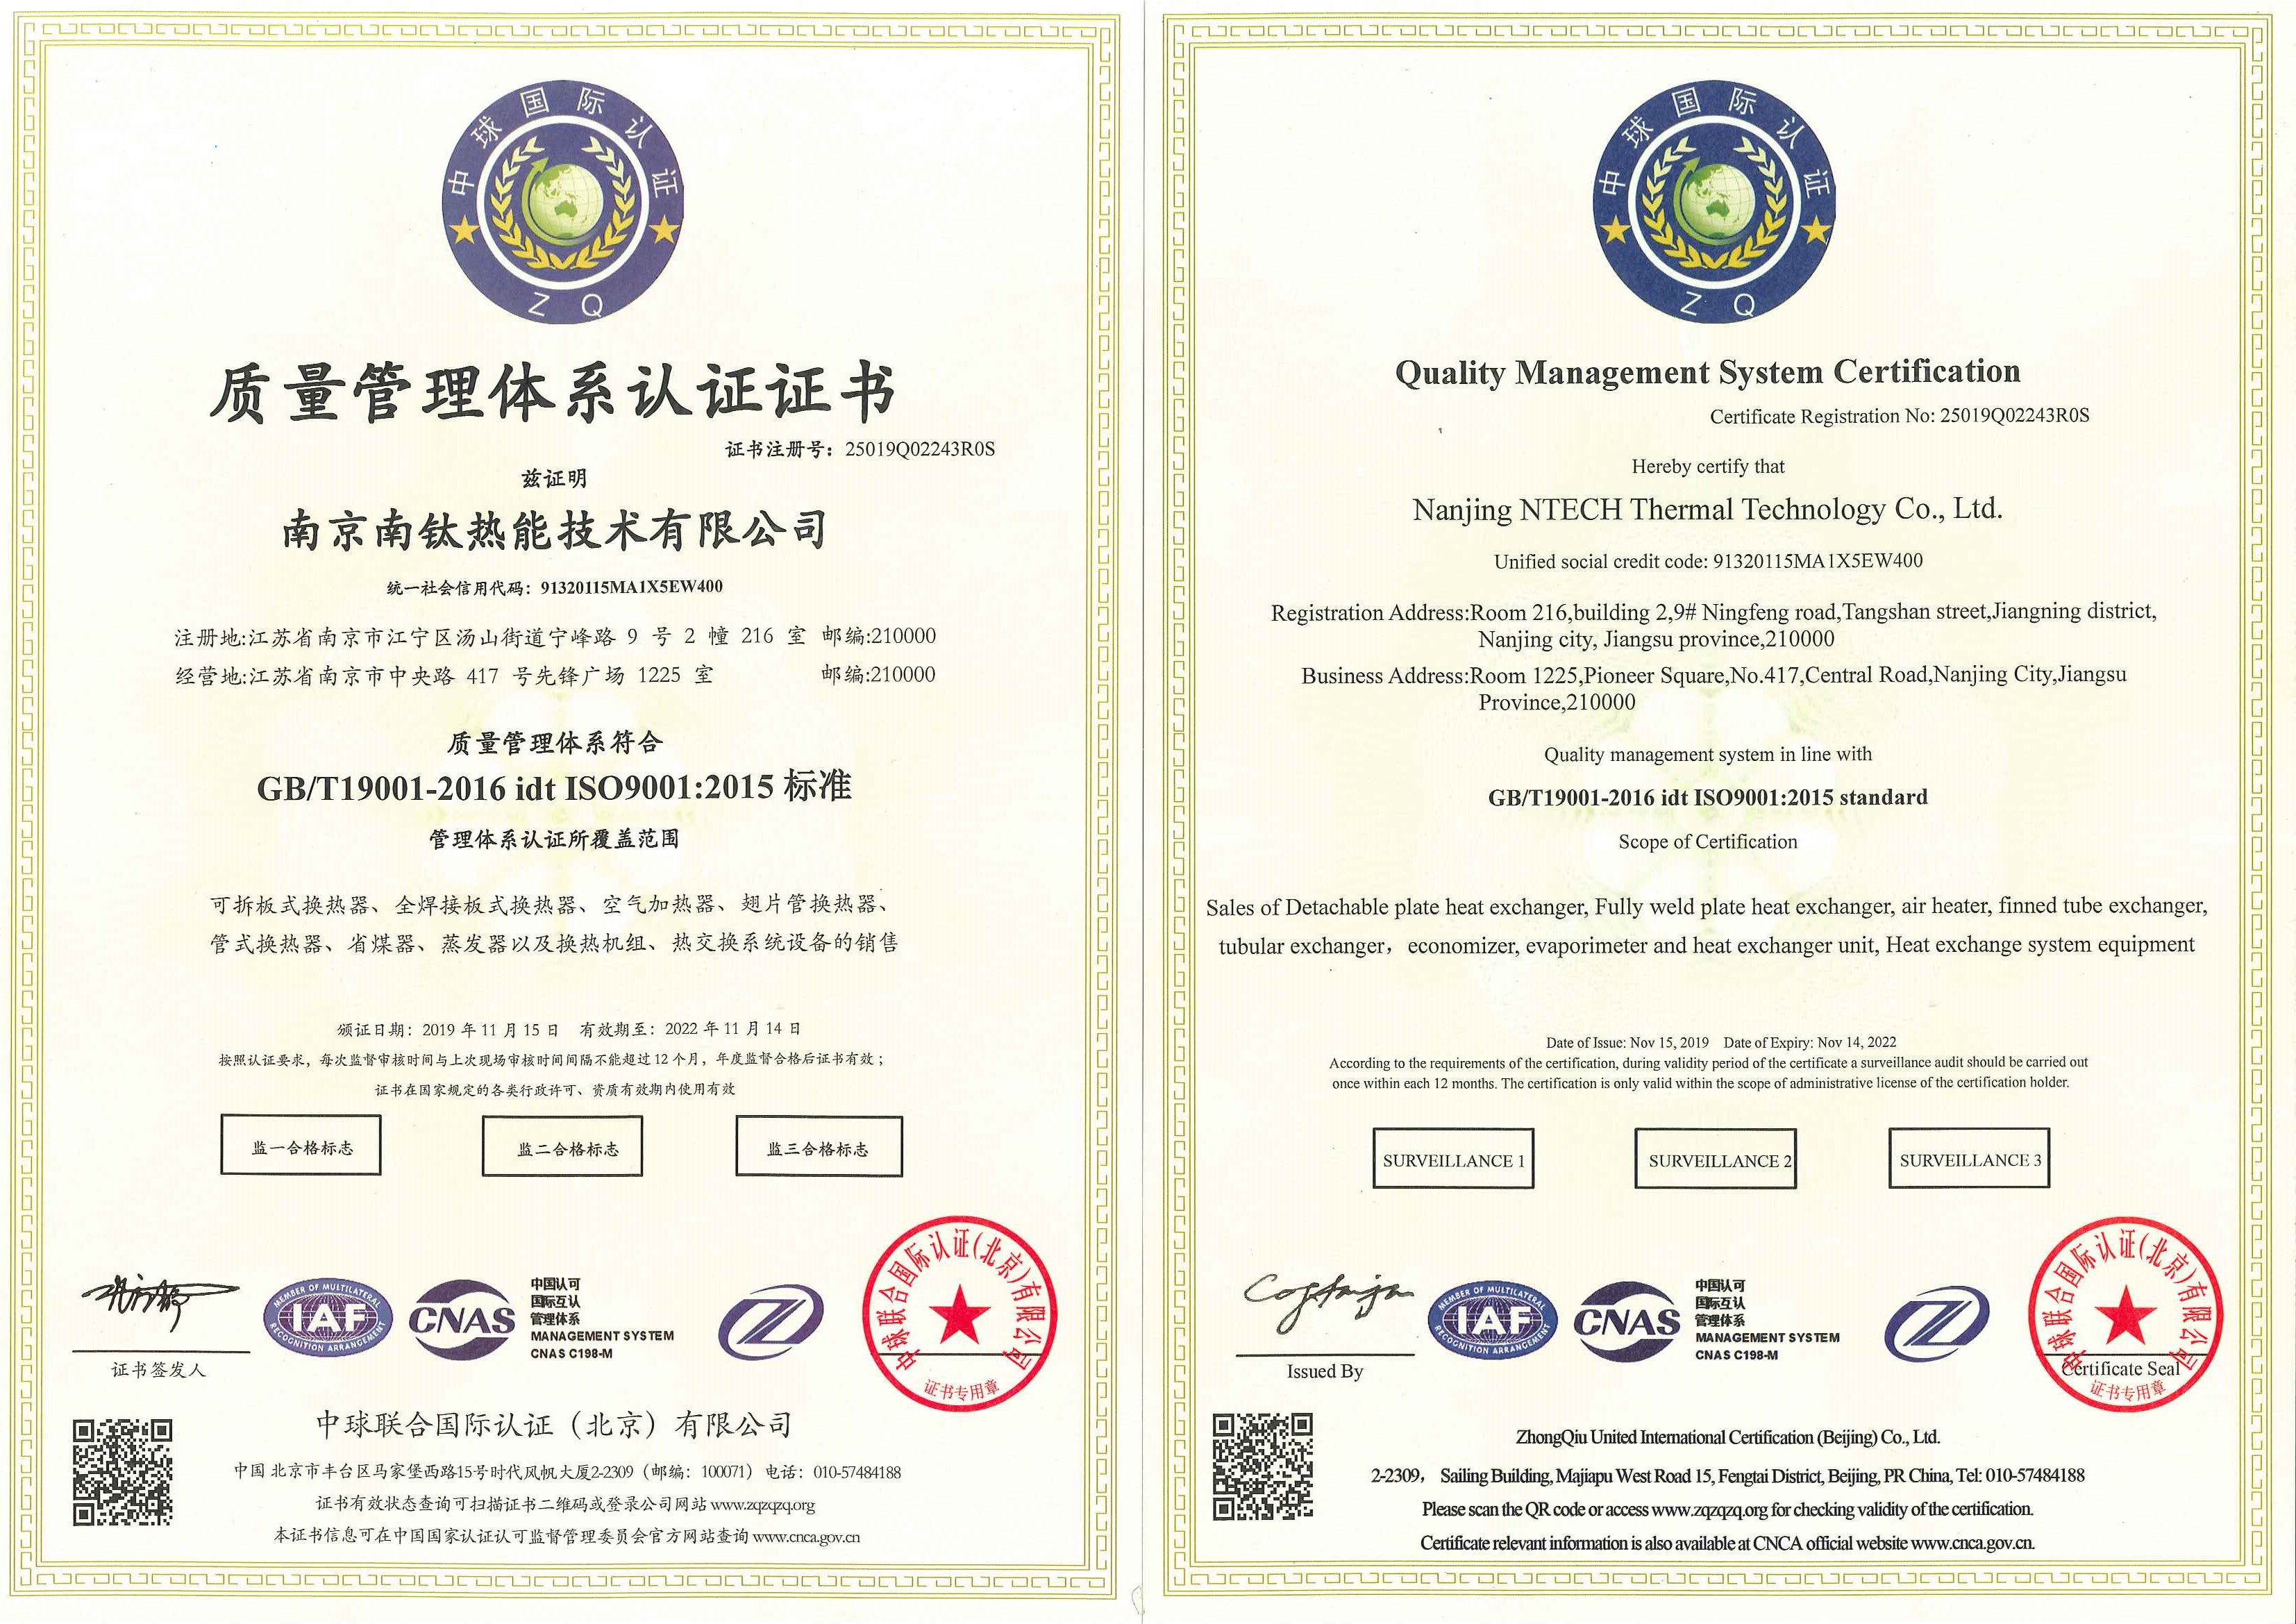 中球国际认证
ZQ
质量管理体系认证证书
证书注册号：25019Q02243R0S
兹证明
南京南钛热能技术有限公司
统一社会信用代码：91320115MA1X5EW400
注册地:江苏省南京市江宁区汤山街道宁峰路 9 号 2 幢 216 室 邮编:210000
经营地:江苏省南京市中央路 417 号先锋广场 1225 室 邮编:210000
质量管理体系符合
GB/T19001-2016 idt ISO9001:2015 标准
管理体系认证所覆盖范围
可拆板式换热器、全焊接板式换热器、空气加热器、翅片管换热器、
管式换热器、省煤器、蒸发器以及换热机组、热交换系统设备的销售
颁证日期：2019 年 11 月 15 日 有效期至：2022 年 11 月 14 日
按照认证要求，每次监督审核时间与上次现场审核时间间隔不能超过 12 个月，年度监督合格后证书有效；
证书在国家规定的各类行政许可、资质有效期内使用有效
监一合格标志
监二合格标志
监三合格标志
证书签发人
MEMBER OF MULTILATERAL
IAF
RECOGNITION ARRANGEMENT
CNAS
中国认可
国际互认
管理体系
MANAGEMENT SYSTEM
CNAS C198-M
中球联合国际认证(北京)有限公司
证书专用章
中球联合国际认证（北京）有限公司
中国 北京市丰台区马家堡西路15号时代风帆大厦2-2309（邮编：100071）电话：010-57484188
证书有效状态查询可扫描证书二维码或登录公司网站 www.zqzqzq.org
本证书信息可在中国国家认证认可监督管理委员会官方网站查询 www.cnca.gov.cn
中球国际认证
ZQ
Quality Management System Certification
Certificate Registration No: 25019Q02243R0S
Hereby certify that
Nanjing NTECH Thermal Technology Co., Ltd.
Unified social credit code: 91320115MA1X5EW400
Registration Address:Room 216,building 2,9# Ningfeng road,Tangshan street,Jiangning district,
Nanjing city, Jiangsu province,210000
Business Address:Room 1225,Pioneer Square,No.417,Central Road,Nanjing City,Jiangsu
Province,210000
Quality management system in line with
GB/T19001-2016 idt ISO9001:2015 standard
Scope of Certification
Sales of Detachable plate heat exchanger, Fully weld plate heat exchanger, air heater, finned tube exchanger,
tubular exchanger， economizer, evaporimeter and heat exchanger unit, Heat exchange system equipment
Date of Issue: Nov 15, 2019 Date of Expiry: Nov 14, 2022
According to the requirements of the certification, during validity period of the certificate a surveillance audit should be carried out
once within each 12 months. The certification is only valid within the scope of administrative license of the certification holder.
SURVEILLANCE 1
SURVEILLANCE 2
SURVEILLANCE 3
Issued By
MEMBER OF MULTILATERAL
IAF
RECOGNITION ARRANGEMENT
CNAS
中国认可
国际互认
管理体系
MANAGEMENT SYSTEM
CNAS C198-M
中球联合国际认证(北京)有限公司
Certificate Seal
证书专用章
ZhongQiu United International Certification (Beijing) Co., Ltd.
2-2309， Sailing Building, Majiapu West Road 15, Fengtai District, Beijing, PR China, Tel: 010-57484188
Please scan the QR code or access www.zqzqzq.org for checking validity of the certification.
Certificate relevant information is also available at CNCA official website www.cnca.gov.cn.